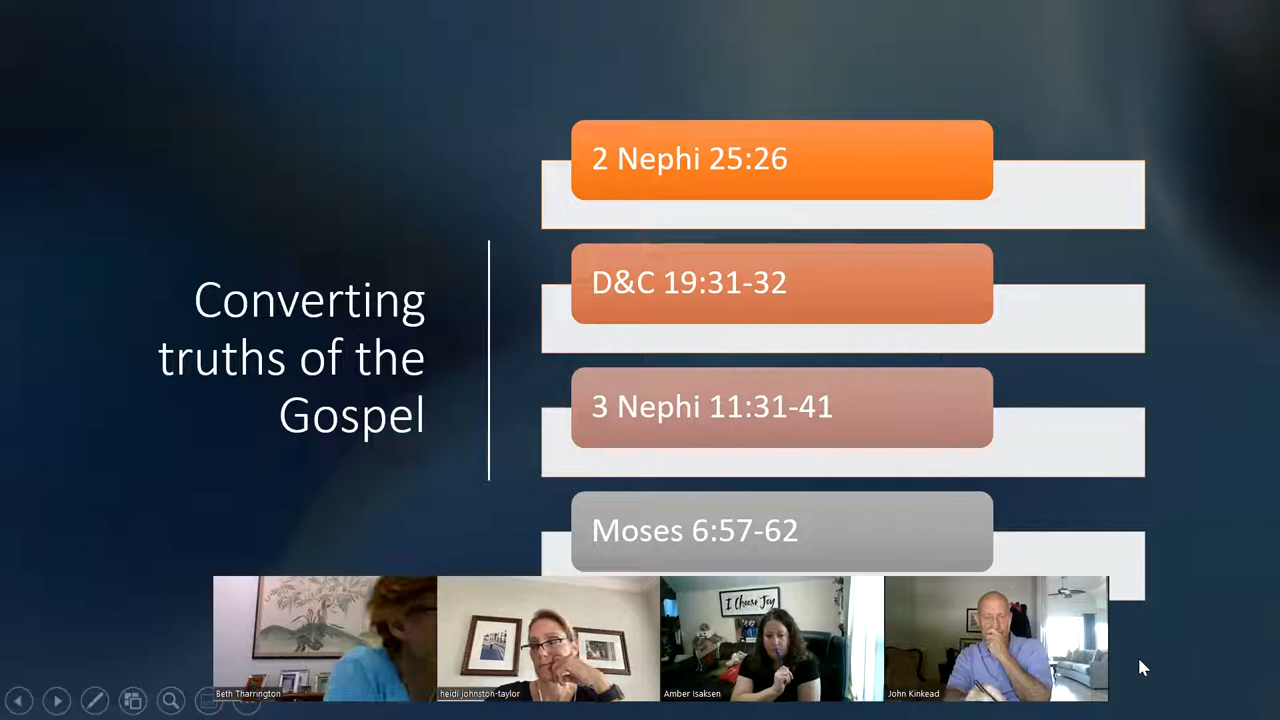 2 Nephi 25:26
D&C 19:31-32
Converting
truths of the
Gospel
3 Nephi 11:31-41
Moses 6:57-62
I Choose Joy
Beth Tharrington
heidi johnston-taylor
Amber Isaksen
John Kinkead